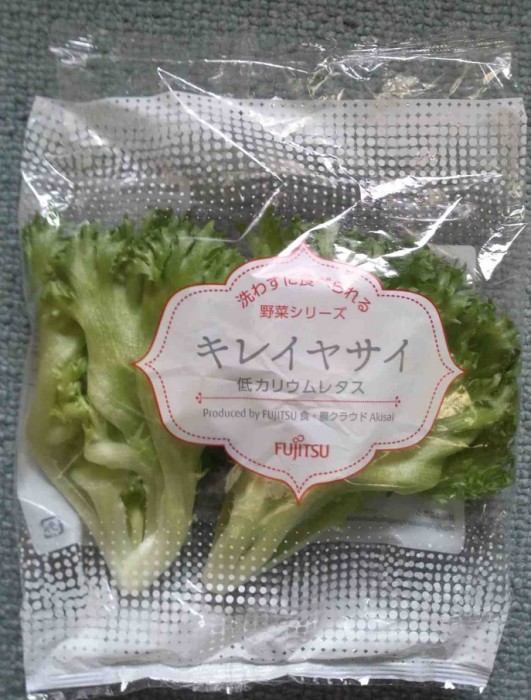 洗わずに食べられる
野菜シリーズ
キレイヤサイ
低カリウムレタス
Produced by FUJITSU 食・農クラウド Akisai
FUJITSU